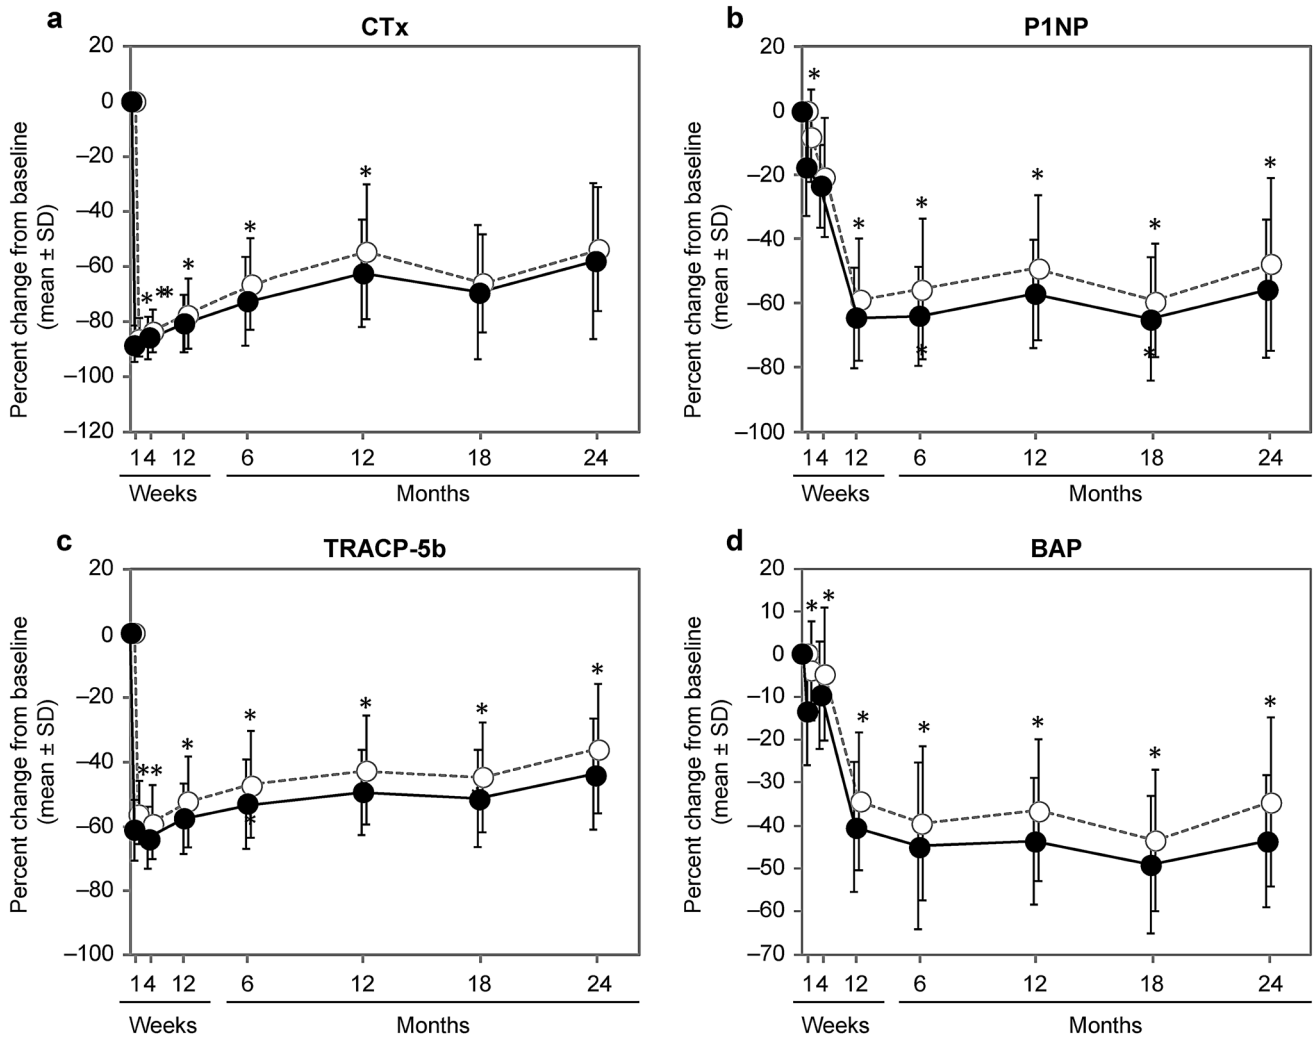 a
CTx
Percent change from baseline
(mean ± SD)
20
0
–20
–40
–60
–80
–100
–120
* ** * * *
1 4 12 6 12 18 24
Weeks Months
b
P1NP
Percent change from baseline
(mean ± SD)
20
0
–20
–40
–60
–80
–100
* * * * * *
* *
1 4 12 6 12 18 24
Weeks Months
c
TRACP-5b
Percent change from baseline
(mean ± SD)
20
0
–20
–40
–60
–80
–100
** * * * * *
*
1 4 12 6 12 18 24
Weeks Months
d
BAP
Percent change from baseline
(mean ± SD)
20
10
0
–10
–20
–30
–40
–50
–60
–70
* * * * * * *
1 4 12 6 12 18 24
Weeks Months